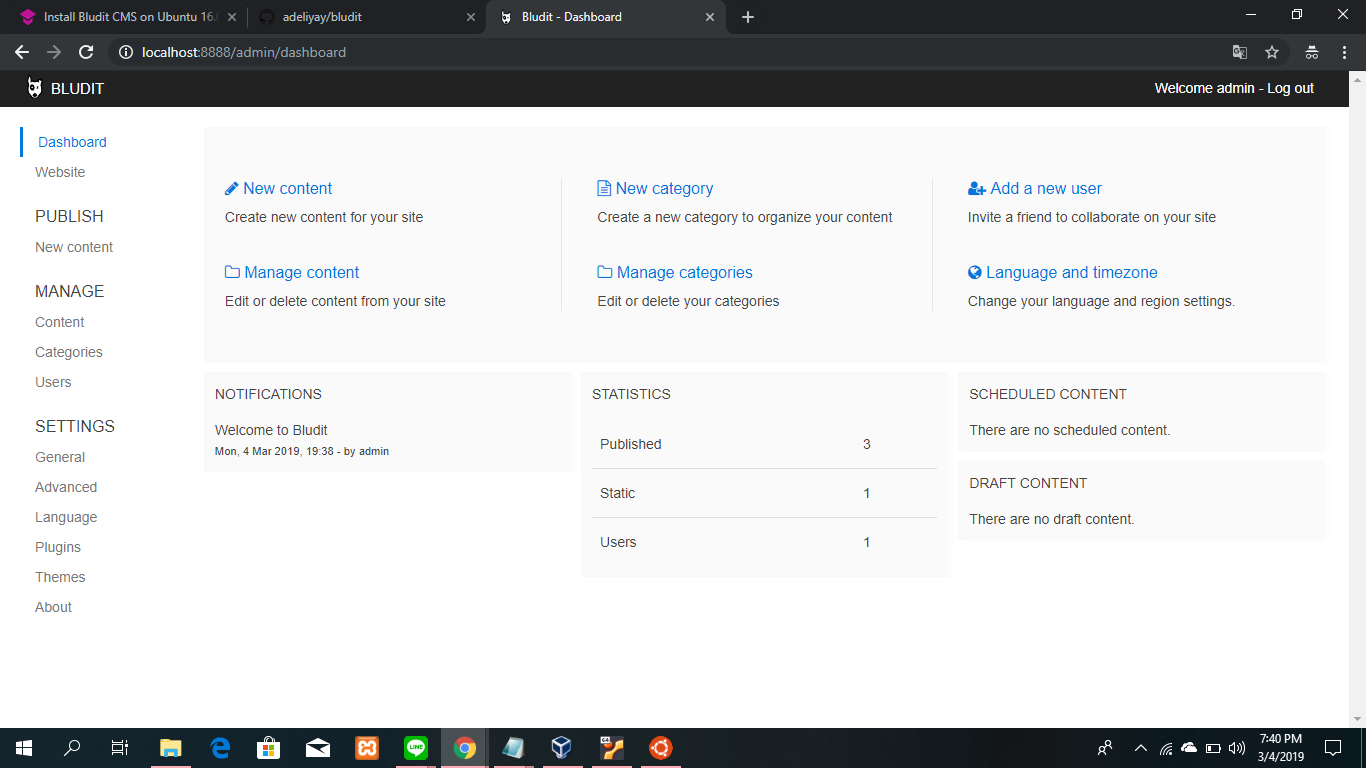 Install Bludit CMS on Ubuntu 16.
adeliyay/bludit
Bludit - Dashboard
localhost:8888/admin/dashboard
BLUDIT
Welcome admin - Log out
Dashboard
Website
PUBLISH
New content
MANAGE
Content
Categories
Users
SETTINGS
General
Advanced
Language
Plugins
Themes
About
New content
Create new content for your site
Manage content
Edit or delete content from your site
New category
Create a new category to organize your content
Manage categories
Edit or delete your categories
Add a new user
Invite a friend to collaborate on your site
Language and timezone
Change your language and region settings.
NOTIFICATIONS
Welcome to Bludit
Mon, 4 Mar 2019, 19:38 - by admin
STATISTICS
Published 3
Static 1
Users 1
SCHEDULED CONTENT
There are no scheduled content.
DRAFT CONTENT
There are no draft content.
LINE
64
7:40 PM
3/4/2019